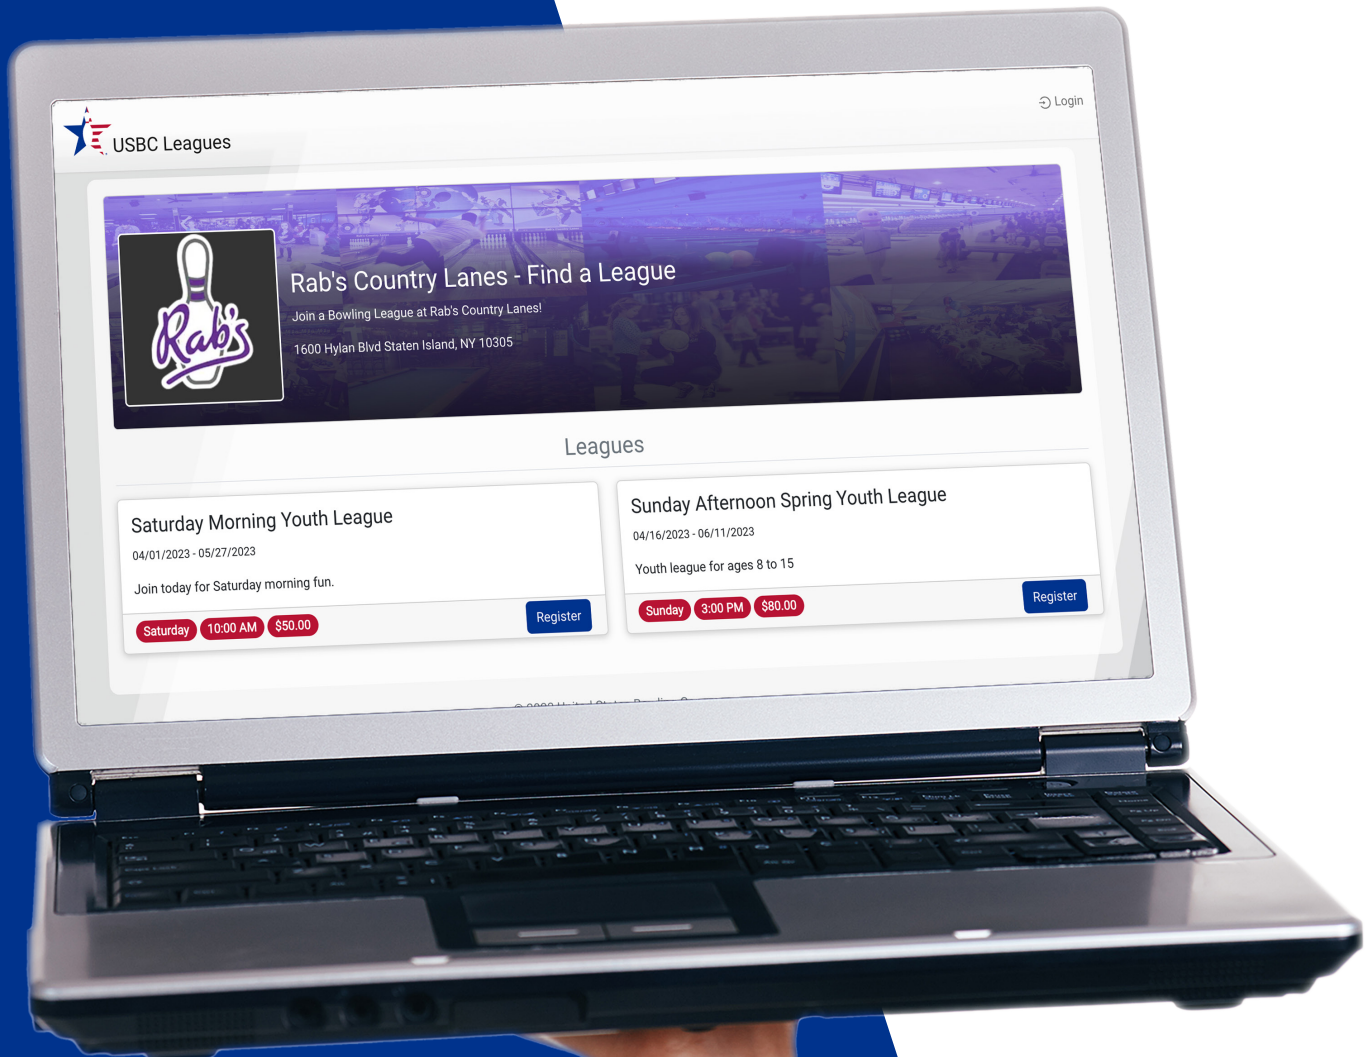 USBC Leagues
Login
Rab's
Rab's Country Lanes - Find a League
Join a Bowling League at Rab's Country Lanes!
1600 Hylan Blvd Staten Island, NY 10305
Leagues
Saturday Morning Youth League
04/01/2023 - 05/27/2023
Join today for Saturday morning fun.
Saturday 10:00 AM $50.00
Register
Sunday Afternoon Spring Youth League
04/16/2023 - 06/11/2023
Youth league for ages 8 to 15
Sunday 3:00 PM $80.00
Register